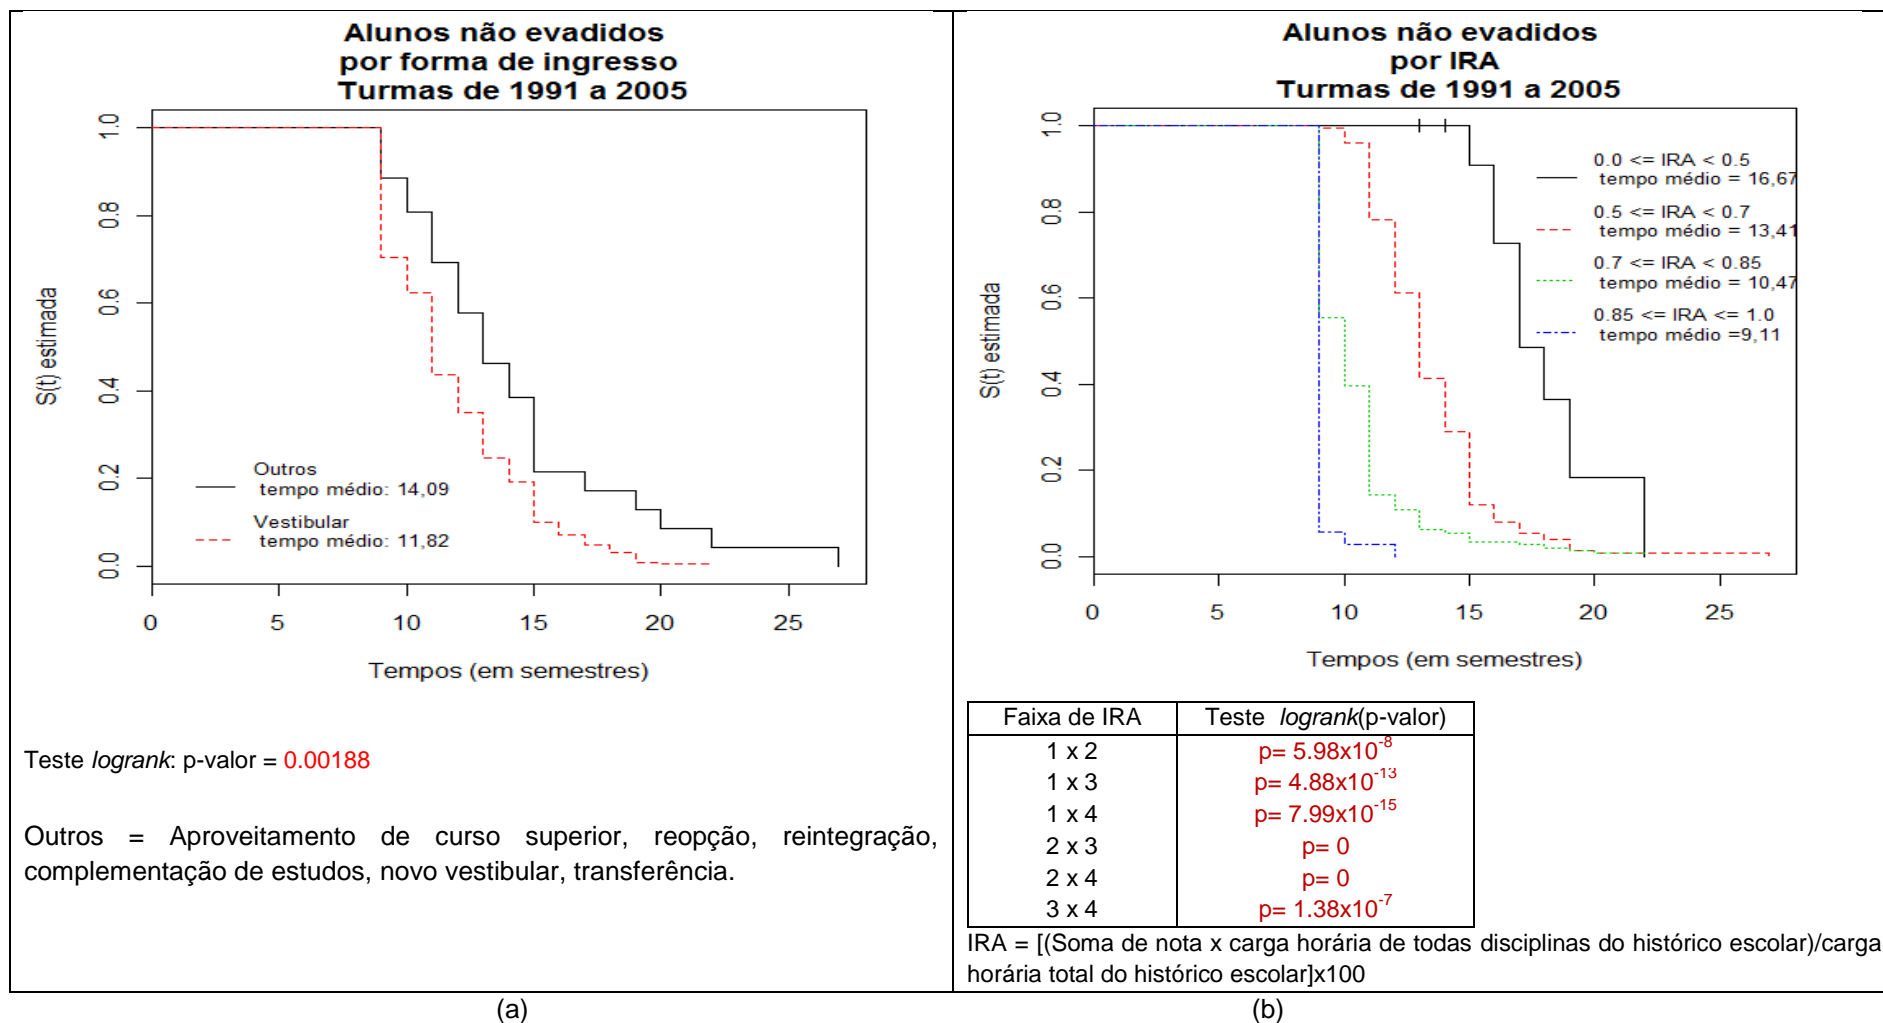 Alunos não evadidos
por forma de ingresso
Turmas de 1991 a 2005
S(t) estimada
1.0
0.8
0.6
0.4
0.2
0.0
Outros
tempo médio: 14,09
Vestibular
tempo médio: 11,82
0 5 10 15 20 25
Tempos (em semestres)
Teste logrank: p-valor = 0.00188
Outros = Aproveitamento de curso superior, reopção, reintegração,
complementação de estudos, novo vestibular, transferência.
(a)
Alunos não evadidos
por IRA
Turmas de 1991 a 2005
S(t) estimada
1.0
0.8
0.6
0.4
0.2
0.0
0.0 <= IRA < 0.5
tempo médio = 16,67
0.5 <= IRA < 0.7
tempo médio = 13,41
0.7 <= IRA < 0.85
tempo médio = 10,47
0.85 <= IRA <= 1.0
tempo médio =9,11
0 5 10 15 20 25
Tempos (em semestres)
Faixa de IRA Teste logrank(p-valor)
1 x 2 p= 5.98x10^-8
1 x 3 p= 4.88x10^-13
1 x 4 p= 7.99x10^-15
2 x 3 p= 0
2 x 4 p= 0
3 x 4 p= 1.38x10^-7
IRA = [(Soma de nota x carga horária de todas disciplinas do histórico escolar)/carga
horária total do histórico escolar]x100
(b)